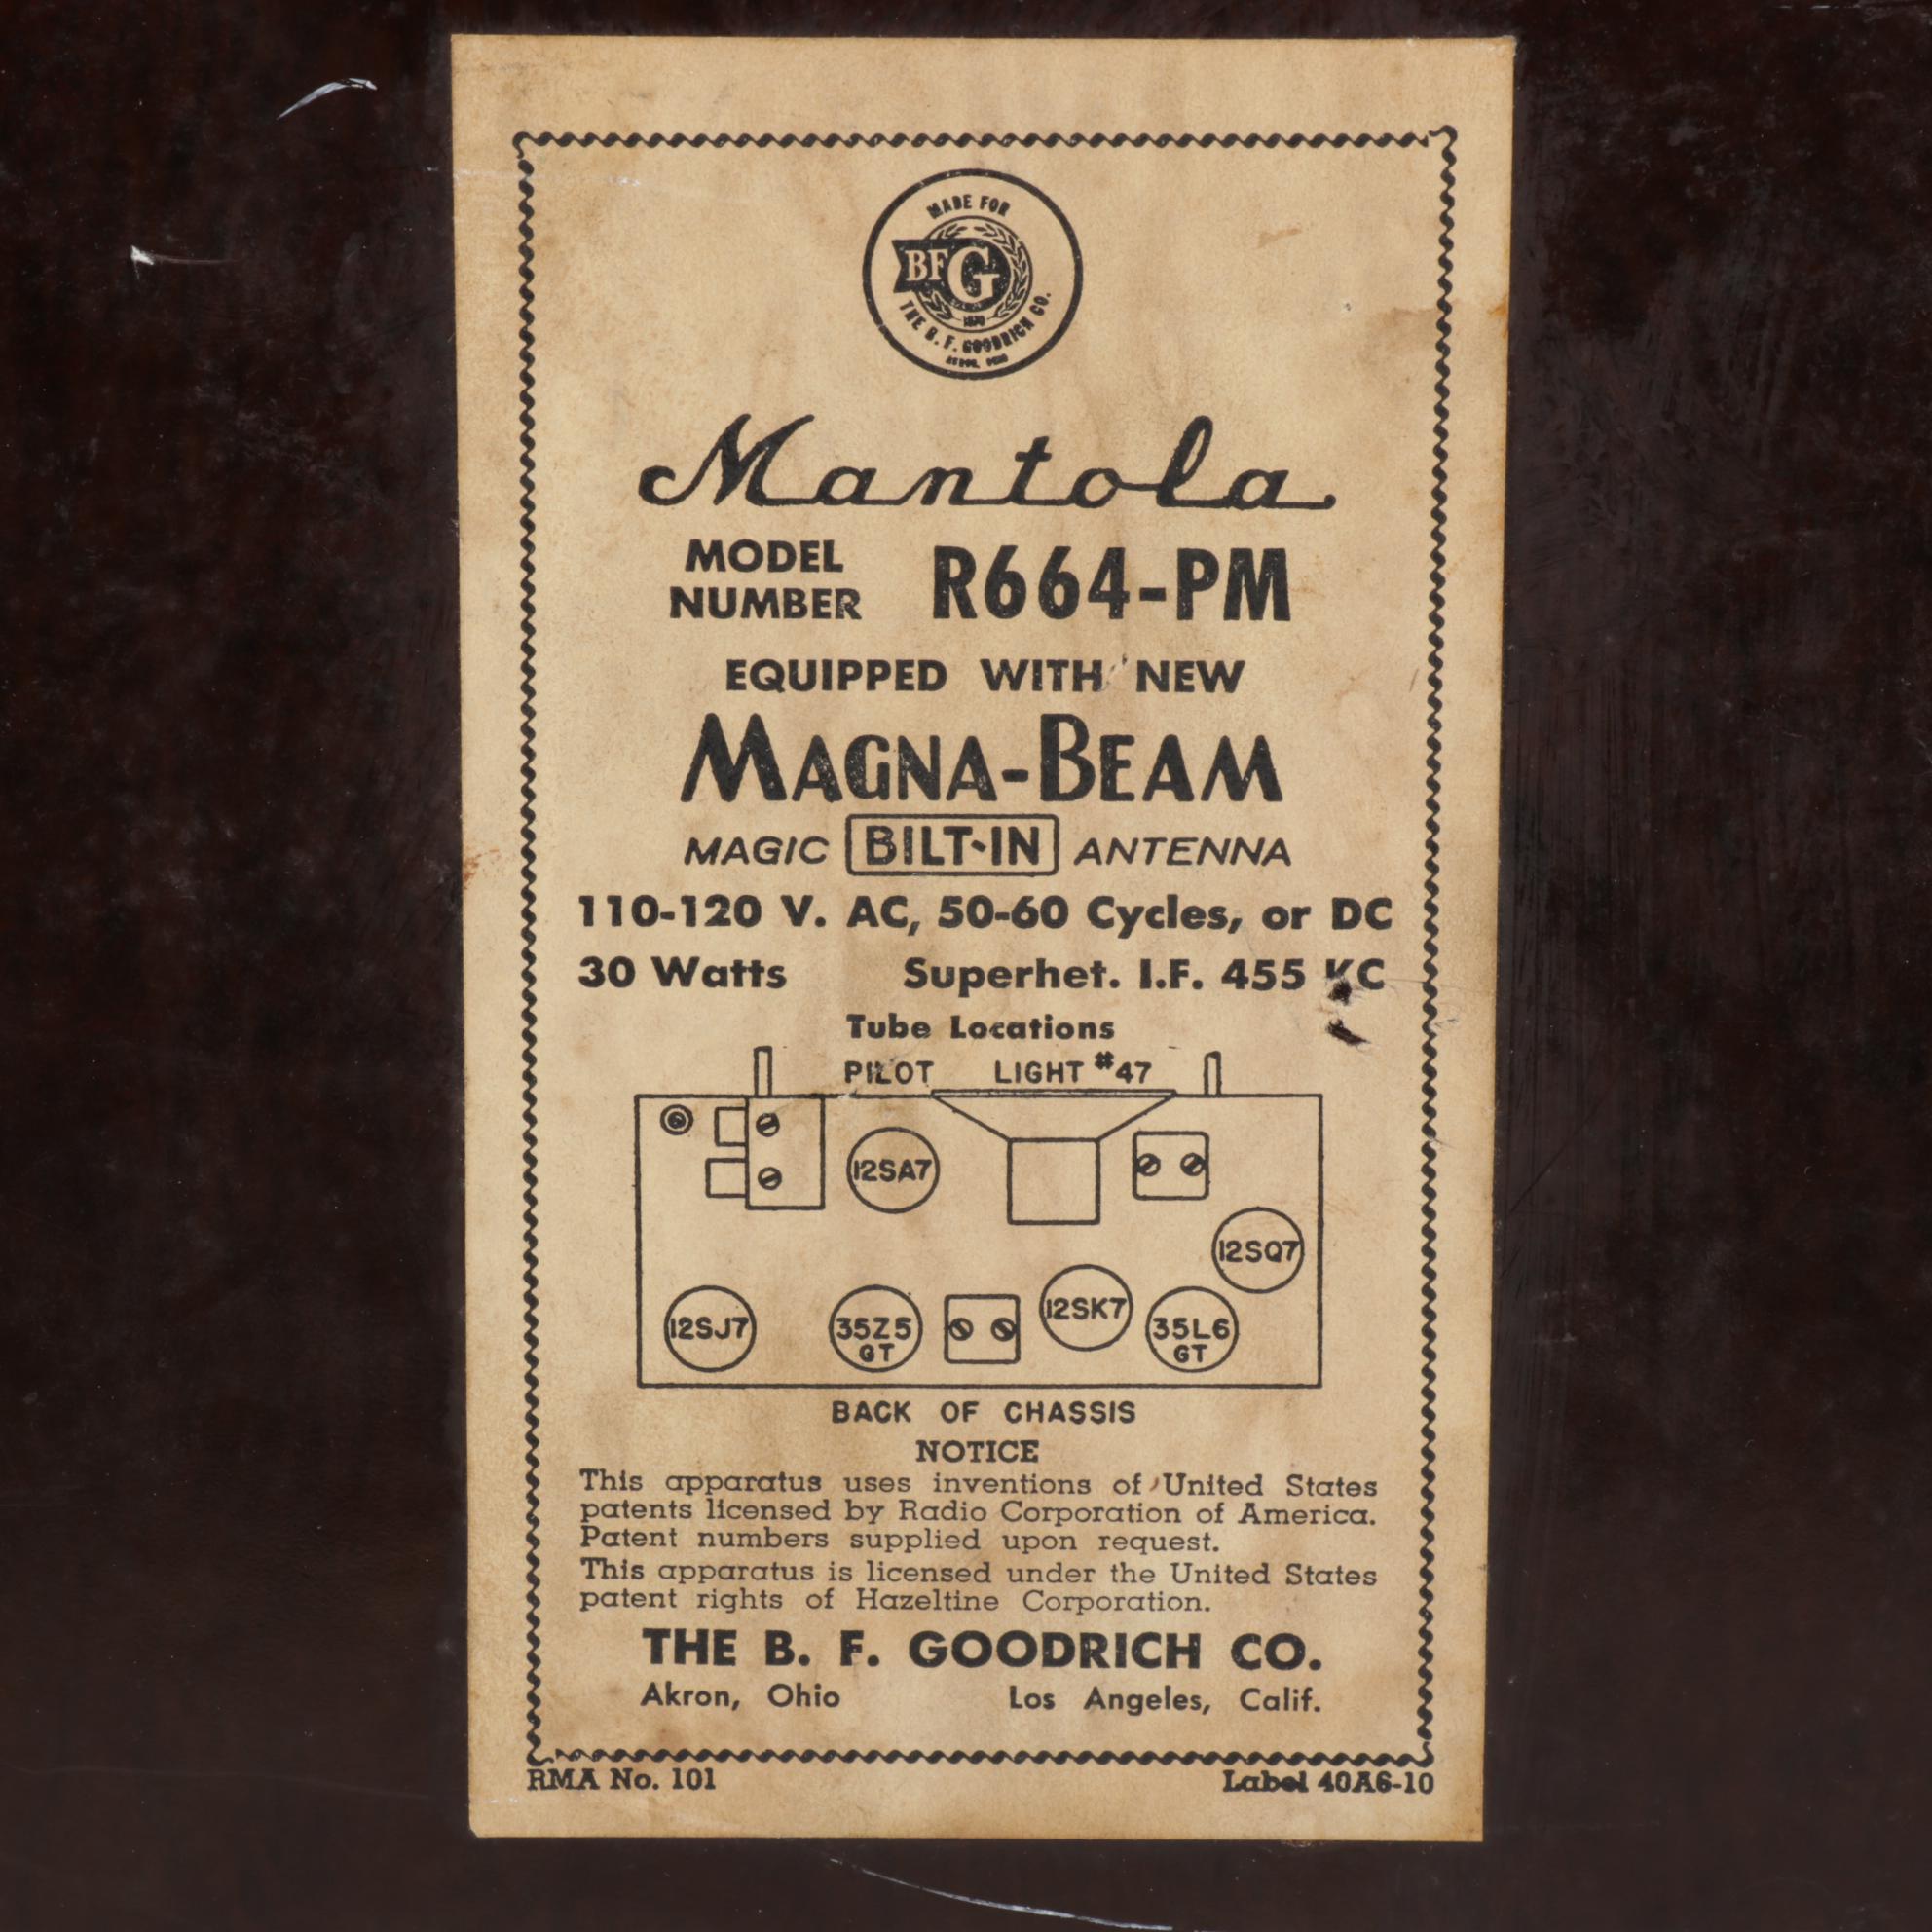 MADE FOR
BFG
1870
THE B. F. GOODRICH CO.
AKRON, OHIO
Mantola
MODEL NUMBER R664-PM
EQUIPPED WITH NEW
MAGNA-BEAM
MAGIC BILT-IN ANTENNA
110-120 V. AC, 50-60 Cycles, or DC
30 Watts Superhet. I.F. 455 KC
Tube Locations
PILOT LIGHT #47
12SA7
12SQ7
12SJ7
35Z5 GT
12SK7
35L6 GT
BACK OF CHASSIS
NOTICE
This apparatus uses inventions of United States
patents licensed by Radio Corporation of America.
Patent numbers supplied upon request.
This apparatus is licensed under the United States
patent rights of Hazeltine Corporation.
THE B. F. GOODRICH CO.
Akron, Ohio Los Angeles, Calif.
RMA No. 101 Label 40A6-10